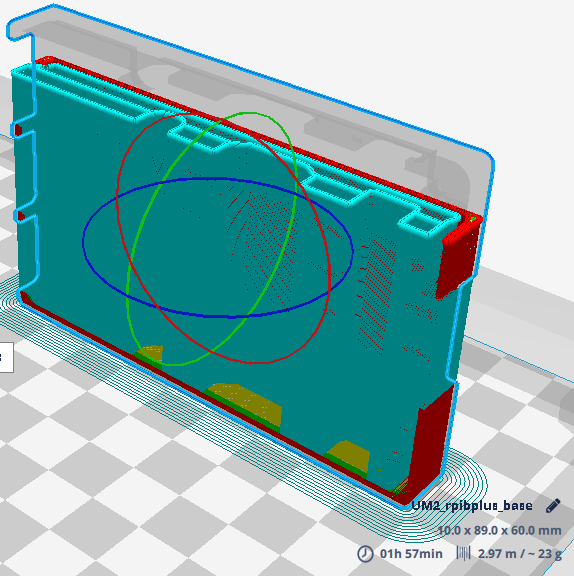 UM2_rpibplus_base
10.0 x 89.0 x 60.0 mm
01h 57min 2.97 m / ~ 23 g